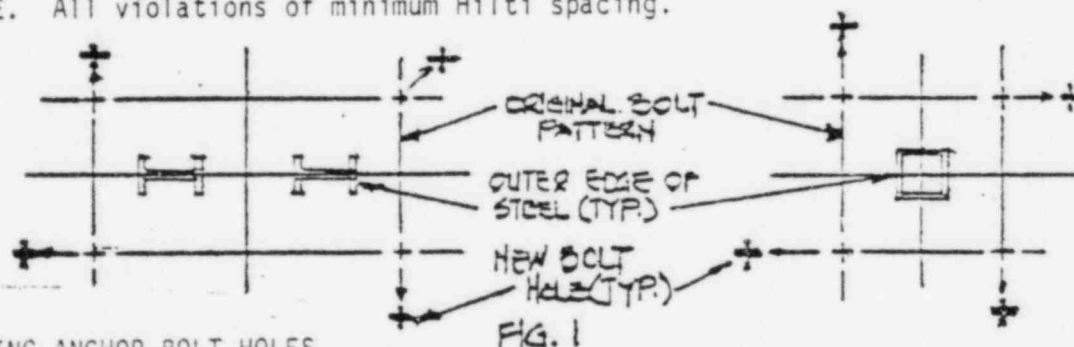 E. All violations of minimum Hilti spacing.
ORIGINAL BOLT
PATTERN
OUTER EDGE OF
STEEL (TYP.)
NEW BOLT
HOLE (TYP.)
FIG. 1
ING ANCHOR BOLT HOLES